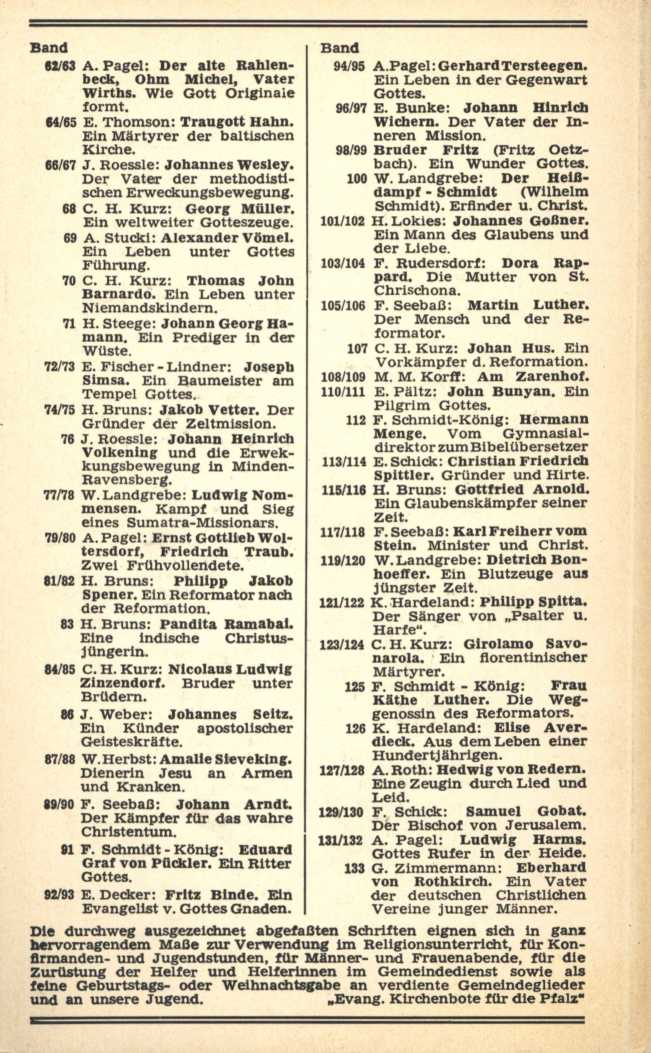 Band
62/63 A. Pagel: Der alte Rahlen-
beck, Ohm Michel, Vater
Wirths. Wie Gott Originale
formt.
64/65 E. Thomson: Traugott Hahn.
Ein Märtyrer der baltischen
Kirche.
66/67 J. Roessle: Johannes Wesley.
Der Vater der methodisti-
schen Erweckungsbewegung.
68 C. H. Kurz: Georg Müller.
Ein weltweiter Gotteszeuge.
69 A. Stucki: Alexander Vömel.
Ein Leben unter Gottes
Führung.
70 C. H. Kurz: Thomas John
Barnardo. Ein Leben unter
Niemandskindern.
71 H. Steege: Johann Georg Ha-
mann. Ein Prediger in der
Wüste.
72/73 E. Fischer-Lindner: Joseph
Simsa. Ein Baumeister am
Tempel Gottes.
74/75 H. Bruns: Jakob Vetter. Der
Gründer der Zeltmission.
76 J. Roessle: Johann Heinrich
Volkening und die Erwek-
kungsbewegung in Minden-
Ravensberg.
77/78 W. Landgrebe: Ludwig Nom-
mensen. Kampf und Sieg
eines Sumatra-Missionars.
79/80 A. Pagel: Ernst Gottlieb Wol-
tersdorf, Friedrich Traub.
Zwei Frühvollendete.
81/82 H. Bruns: Philipp Jakob
Spener. Ein Reformator nach
der Reformation.
83 H. Bruns: Pandita Ramabai.
Eine indische Christus-
jüngerin.
84/85 C. H. Kurz: Nicolaus Ludwig
Zinzendorf. Bruder unter
Brüdern.
86 J. Weber: Johannes Seitz.
Ein Künder apostolischer
Geisteskräfte.
87/88 W. Herbst: Amalie Sieveking.
Dienerin Jesu an Armen
und Kranken.
89/90 F. Seebaß: Johann Arndt.
Der Kämpfer für das wahre
Christentum.
91 F. Schmidt-König: Eduard
Graf von Pückler. Ein Ritter
Gottes.
92/93 E. Decker: Fritz Binde. Ein
Evangelist v. Gottes Gnaden.
Band
94/95 A. Pagel: Gerhard Tersteegen.
Ein Leben in der Gegenwart
Gottes.
96/97 E. Bunke: Johann Hinrich
Wichern. Der Vater der In-
neren Mission.
98/99 Bruder Fritz (Fritz Oetz-
bach). Ein Wunder Gottes.
100 W. Landgrebe: Der Heiß-
dampf-Schmidt (Wilhelm
Schmidt). Erfinder u. Christ.
101/102 H. Lokies: Johannes Goßner.
Ein Mann des Glaubens und
der Liebe.
103/104 F. Rudersdorf: Dora Rap-
pard. Die Mutter von St.
Chrischona.
105/106 F. Seebaß: Martin Luther.
Der Mensch und der Re-
formator.
107 C. H. Kurz: Johan Hus. Ein
Vorkämpfer d. Reformation.
108/109 M. M. Korff: Am Zarenhof.
110/111 E. Pältz: John Bunyan. Ein
Pilgrim Gottes.
112 F. Schmidt-König: Hermann
Menge. Vom Gymnasial-
direktor zum Bibelübersetzer
113/114 E. Schick: Christian Friedrich
Spittler. Gründer und Hirte.
115/116 H. Bruns: Gottfried Arnold.
Ein Glaubenskämpfer seiner
Zeit.
117/118 F. Seebaß: Karl Freiherr vom
Stein. Minister und Christ.
119/120 W. Landgrebe: Dietrich Bon-
hoeffer. Ein Blutzeuge aus
jüngster Zeit.
121/122 K. Hardeland: Philipp Spitta.
Der Sänger von „Psalter u.
Harfe“.
123/124 C. H. Kurz: Girolamo Savo-
narola. Ein florentinischer
Märtyrer.
125 F. Schmidt-König: Frau
Käthe Luther. Die Weg-
genossin des Reformators.
126 K. Hardeland: Elise Aver-
dieck. Aus dem Leben einer
Hundertjährigen.
127/128 A. Roth: Hedwig von Redern.
Eine Zeugin durch Lied und
Leid.
129/130 F. Schick: Samuel Gobat.
Der Bischof von Jerusalem.
131/132 A. Pagel: Ludwig Harms.
Gottes Rufer in der Heide.
133 G. Zimmermann: Eberhard
von Rothkirch. Ein Vater
der deutschen Christlichen
Vereine junger Männer.
Die durchweg ausgezeichnet abgefaßten Schriften eignen sich in ganz
hervorragendem Maße zur Verwendung im Religionsunterricht, für Kon-
firmanden- und Jugendstunden, für Männer- und Frauenabende, für die
Zurüstung der Helfer und Helferinnen im Gemeindedienst sowie als
feine Geburtstags- oder Weihnachtsgabe an verdiente Gemeindeglieder
und an unsere Jugend. „Evang. Kirchenbote für die Pfalz“